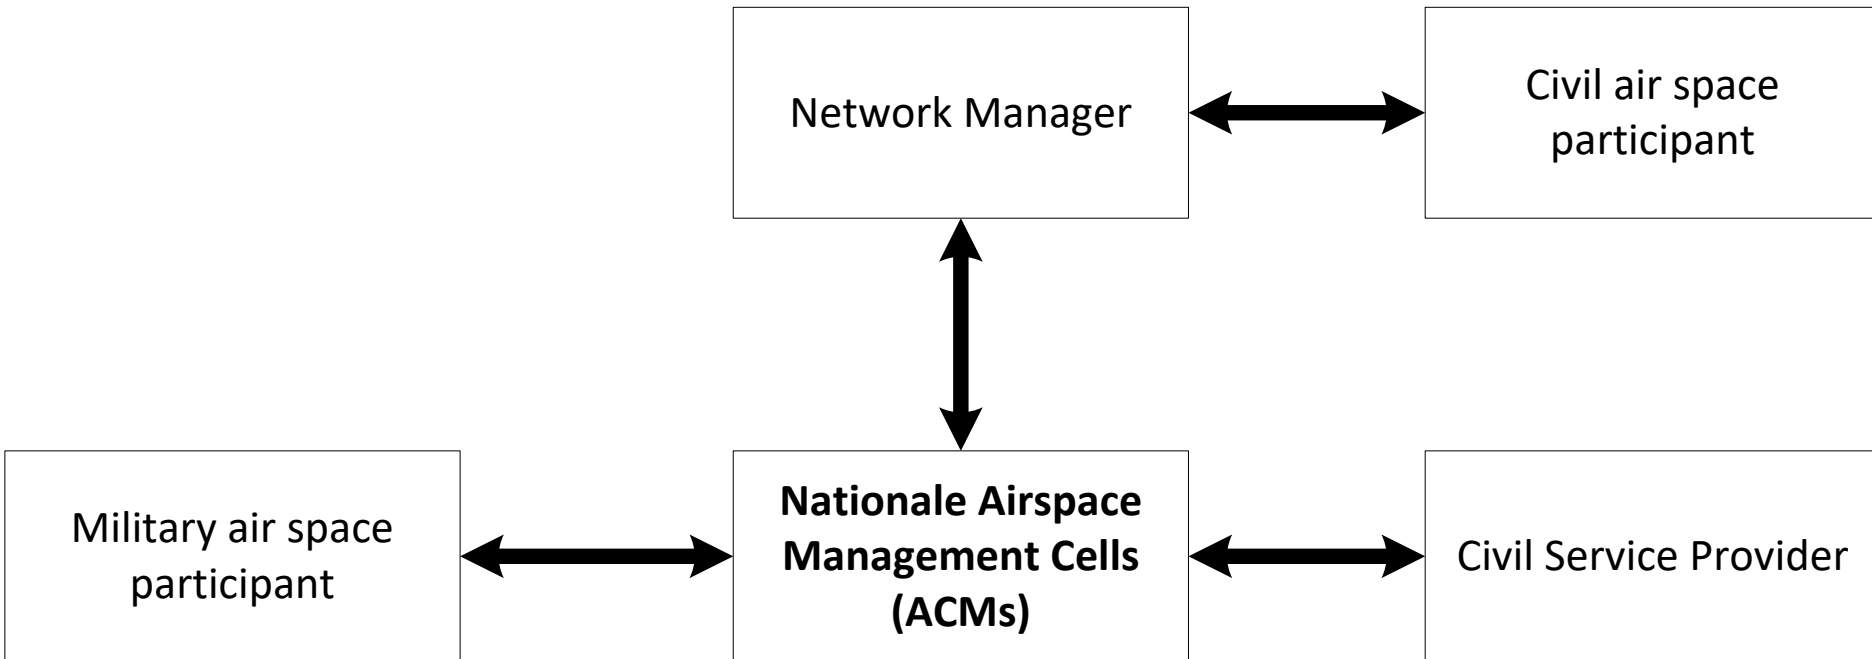 Network Manager
Civil air space
participant
Military air space
participant
Nationale Airspace
Management Cells
(ACMs)
Civil Service Provider